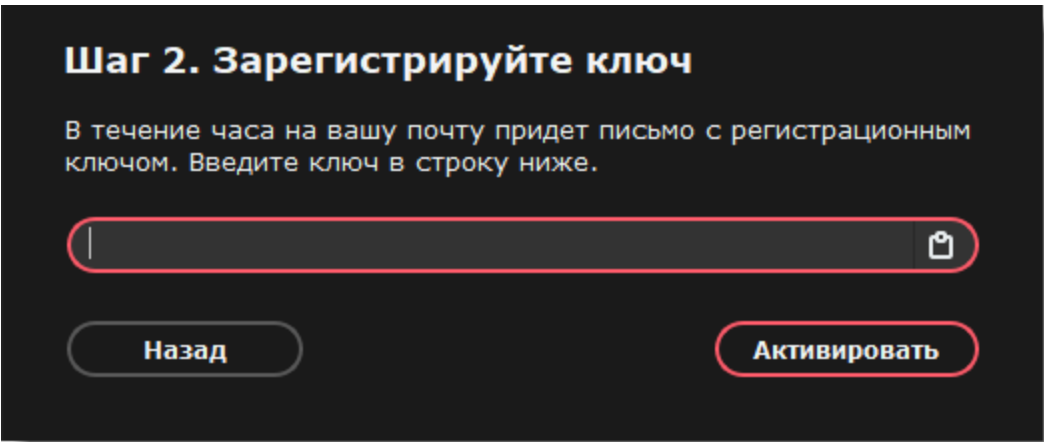 Шаг 2. Зарегистрируйте ключ
В течение часа на вашу почту придет письмо с регистрационным
ключом. Введите ключ в строку ниже.
Назад
Активировать